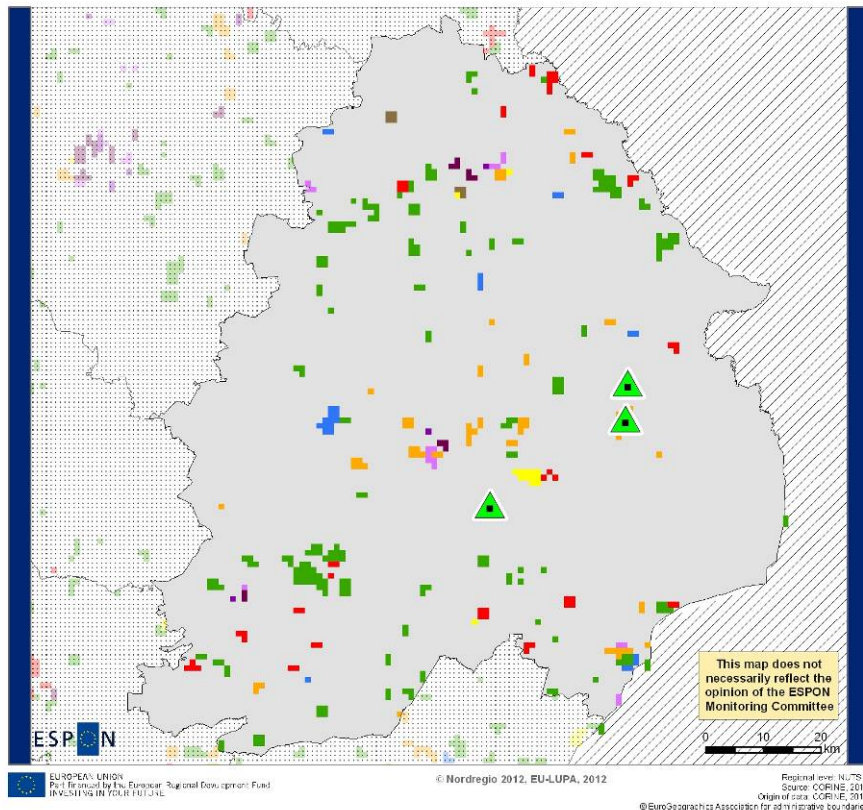 This map does not
necessarily reflect the
opinion of the ESPON
Monitoring Committee
ESPON
0 5 10 20
km
EUROPEAN UNION
Part financed by the European Regional Development Fund
INVESTING IN YOUR FUTURE
© Nordregio 2012, EU-LUPA, 2012
Regional level: NUTS
Source: CORINE, 201
Origin of data: CORINE, 201
© EuroGeographics Association for administrative boundarie